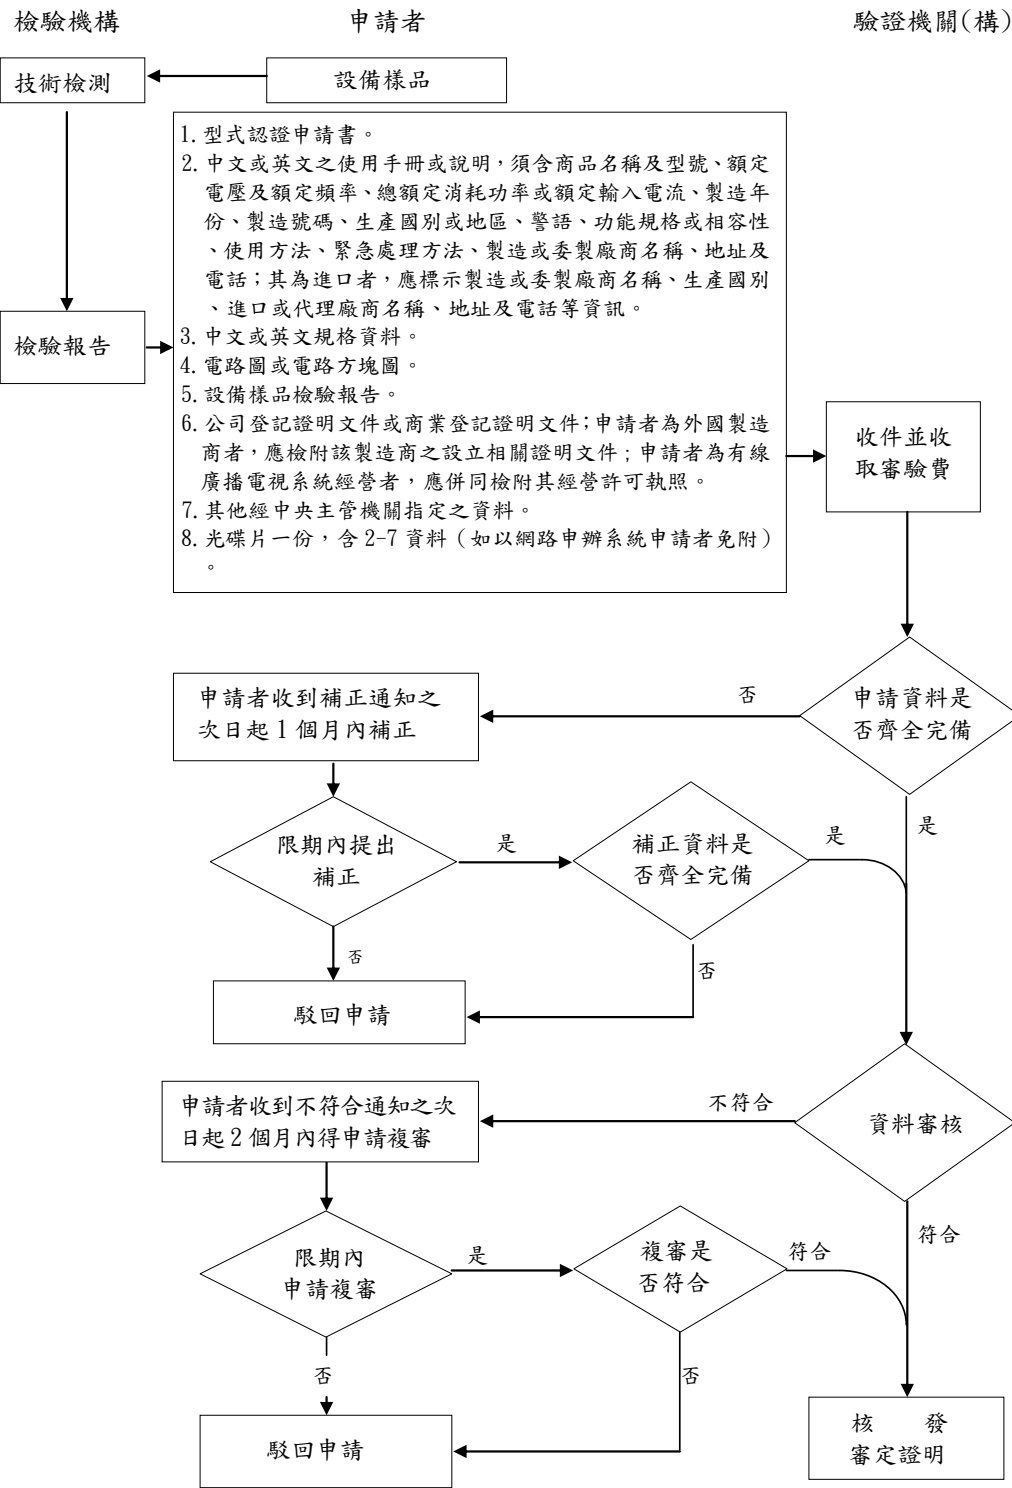 檢驗機構
申請者
驗證機關(構)
技術檢測
設備樣品
1.型式認證申請書。
2.中文或英文之使用手冊或說明，須含商品名稱及型號、額定
電壓及額定頻率、總額定消耗功率或額定輸入電流、製造年
份、製造號碼、生產國別或地區、警語、功能規格或相容性
、使用方法、緊急處理方法、製造或委製廠商名稱、地址及
電話；其為進口者，應標示製造或委製廠商名稱、生產國別
、進口或代理廠商名稱、地址及電話等資訊。
3.中文或英文規格資料。
4.電路圖或電路方塊圖。
5.設備樣品檢驗報告。
6.公司登記證明文件或商業登記證明文件;申請者為外國製造
商者，應檢附該製造商之設立相關證明文件;申請者為有線
廣播電視系統經營者，應併同檢附其經營許可執照。
7.其他經中央主管機關指定之資料。
8.光碟片一份，含 2-7 資料（如以網路申辦系統申請者免附）
。
檢驗報告
收件並收
取審驗費
申請資料是
否齊全完備
否
申請者收到補正通知之
次日起 1 個月內補正
是
限期內提出
補正
是
補正資料是
否齊全完備
是
否
否
駁回申請
申請者收到不符合通知之次
日起 2 個月內得申請複審
不符合
資料審核
符合
限期內
申請複審
是
複審是
否符合
符合
否
否
駁回申請
核 發
審定證明